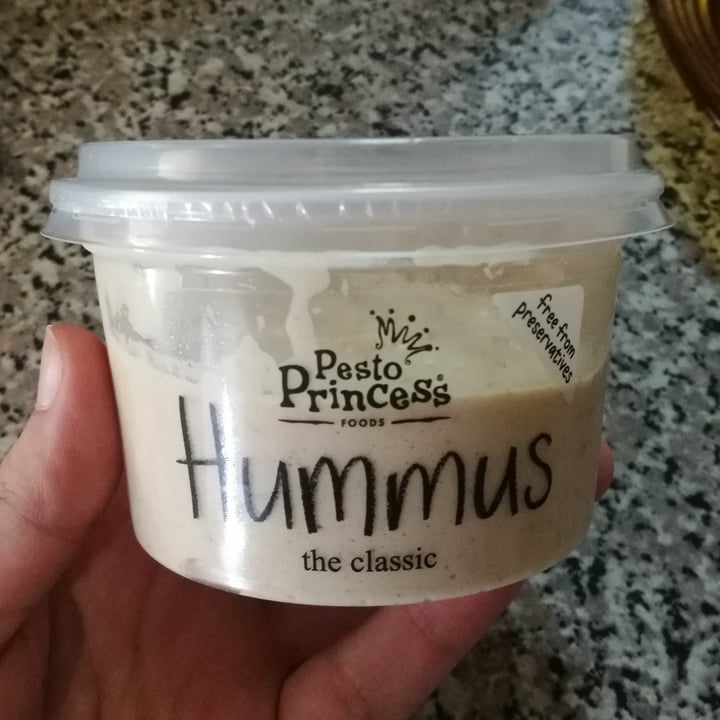 free from
preservatives
Pesto
Princess
FOODS
Hummus
the classic